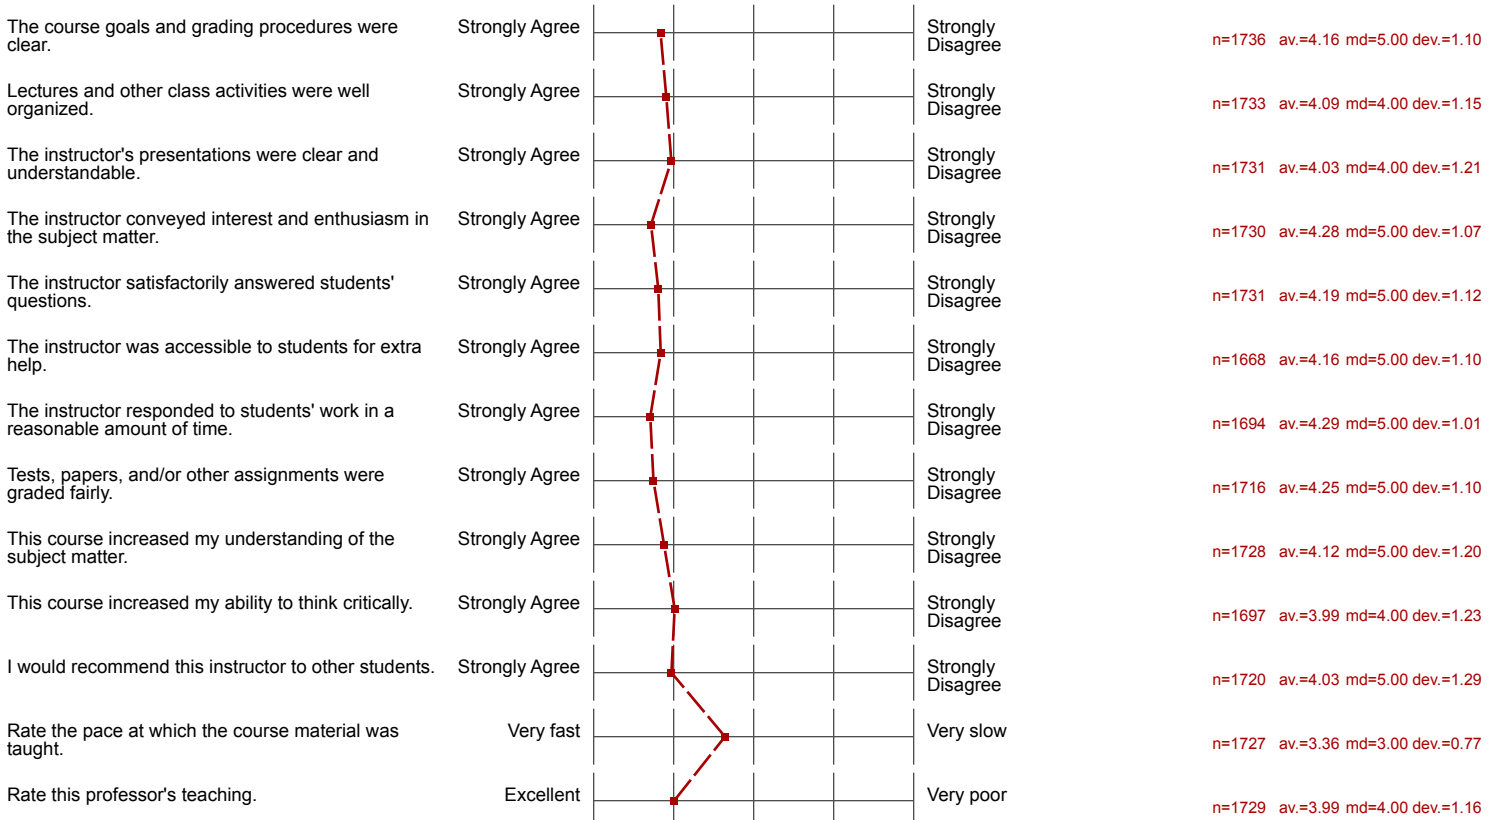 The course goals and grading procedures were
clear.
Strongly Agree
Strongly
Disagree
n=1736 av.=4.16 md=5.00 dev.=1.10
Lectures and other class activities were well
organized.
Strongly Agree
Strongly
Disagree
n=1733 av.=4.09 md=4.00 dev.=1.15
The instructor's presentations were clear and
understandable.
Strongly Agree
Strongly
Disagree
n=1731 av.=4.03 md=4.00 dev.=1.21
The instructor conveyed interest and enthusiasm in
the subject matter.
Strongly Agree
Strongly
Disagree
n=1730 av.=4.28 md=5.00 dev.=1.07
The instructor satisfactorily answered students'
questions.
Strongly Agree
Strongly
Disagree
n=1731 av.=4.19 md=5.00 dev.=1.12
The instructor was accessible to students for extra
help.
Strongly Agree
Strongly
Disagree
n=1668 av.=4.16 md=5.00 dev.=1.10
The instructor responded to students' work in a
reasonable amount of time.
Strongly Agree
Strongly
Disagree
n=1694 av.=4.29 md=5.00 dev.=1.01
Tests, papers, and/or other assignments were
graded fairly.
Strongly Agree
Strongly
Disagree
n=1716 av.=4.25 md=5.00 dev.=1.10
This course increased my understanding of the
subject matter.
Strongly Agree
Strongly
Disagree
n=1728 av.=4.12 md=5.00 dev.=1.20
This course increased my ability to think critically.
Strongly Agree
Strongly
Disagree
n=1697 av.=3.99 md=4.00 dev.=1.23
I would recommend this instructor to other students.
Strongly Agree
Strongly
Disagree
n=1720 av.=4.03 md=5.00 dev.=1.29
Rate the pace at which the course material was
taught.
Very fast
Very slow
n=1727 av.=3.36 md=3.00 dev.=0.77
Rate this professor's teaching.
Excellent
Very poor
n=1729 av.=3.99 md=4.00 dev.=1.16